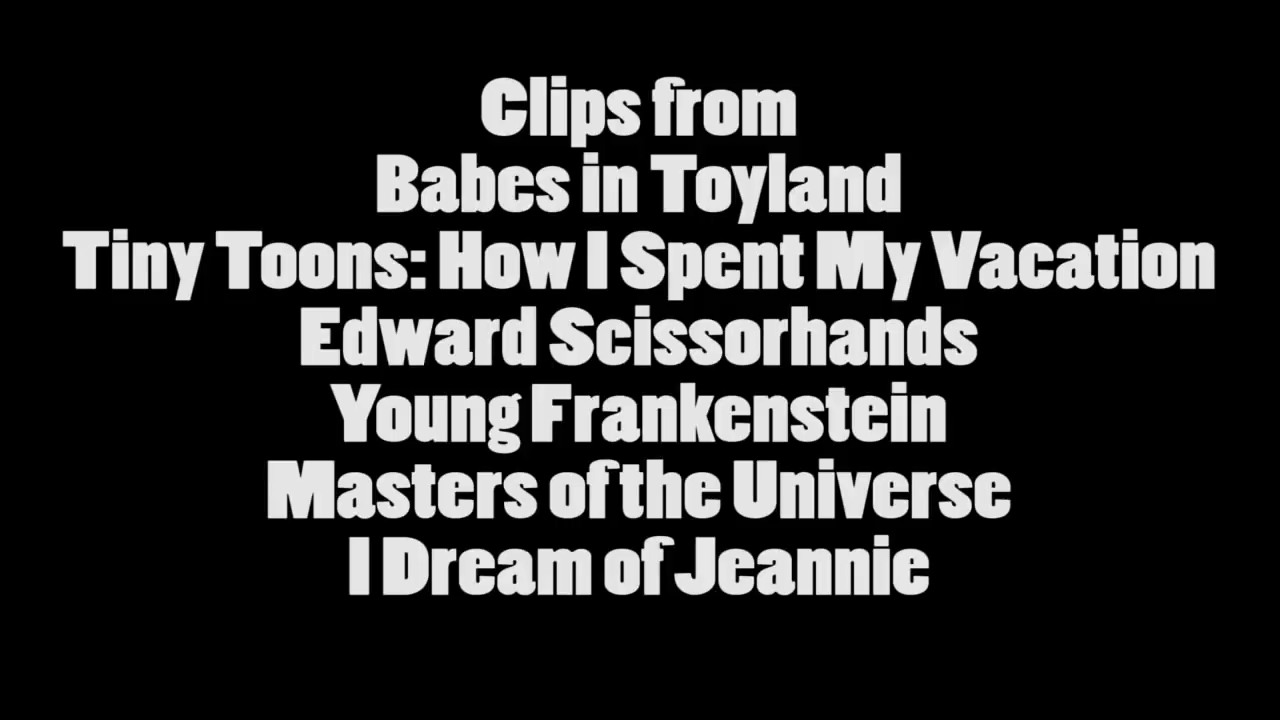 Clips from
Babes in Toyland
Tiny Toons: How I Spent My Vacation
Edward Scissorhands
Young Frankenstein
Masters of the Universe
I Dream of Jeannie